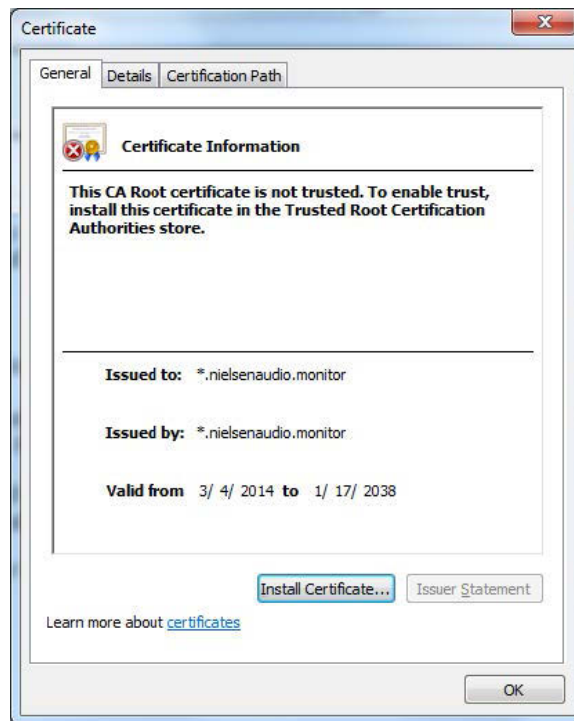 Certificate
General
Details
Certification Path
Certificate Information
This CA Root certificate is not trusted. To enable trust,
install this certificate in the Trusted Root Certification
Authorities store.
Issued to: *.nielsenaudio.monitor
Issued by: *.nielsenaudio.monitor
Valid from 3/ 4/ 2014 to 1/ 17/ 2038
Install Certificate...
Issuer Statement
Learn more about certificates
OK